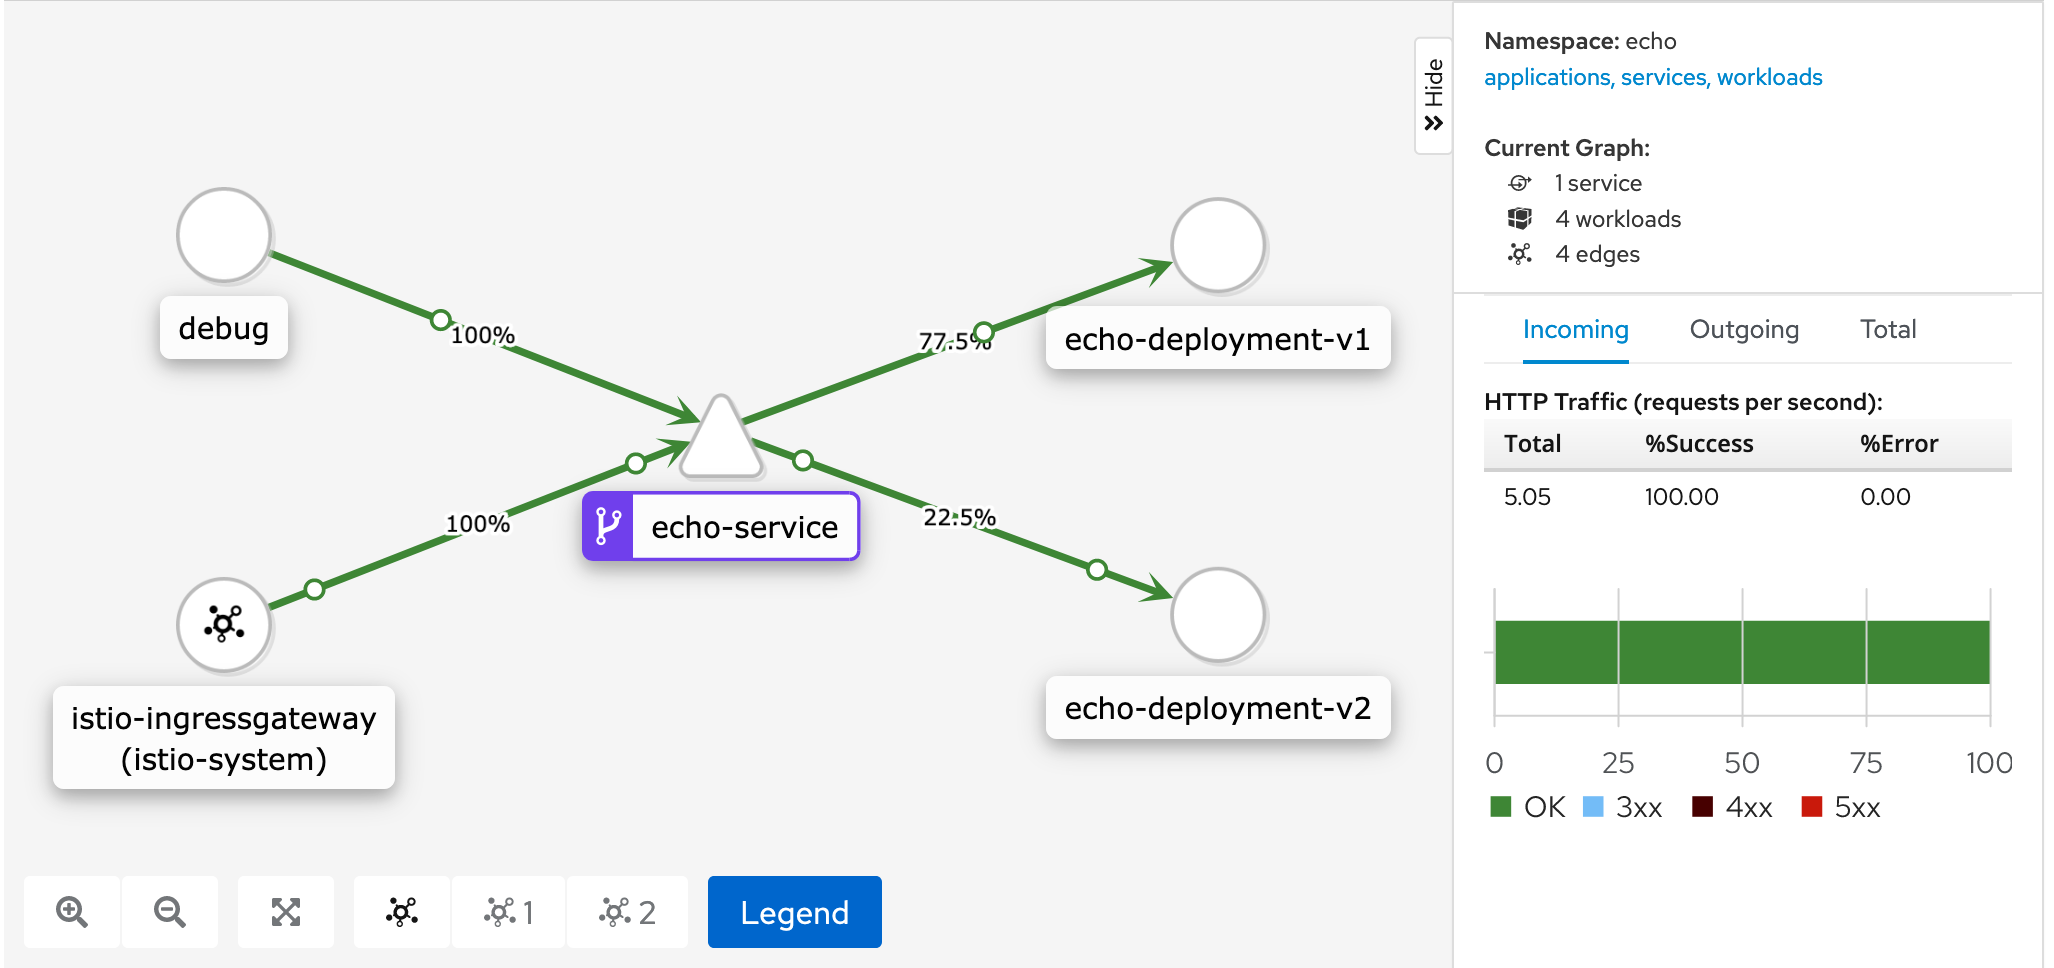 debug
100%
77.5%
echo-deployment-v1
echo-service
100%
22.5%
istio-ingressgateway
(istio-system)
echo-deployment-v2
1
2
Legend
Hide
Namespace: echo
applications, services, workloads
Current Graph:
1 service
4 workloads
4 edges
Incoming Outgoing Total
HTTP Traffic (requests per second):
Total %Success %Error
5.05 100.00 0.00
0 25 50 75 100
OK 3xx 4xx 5xx